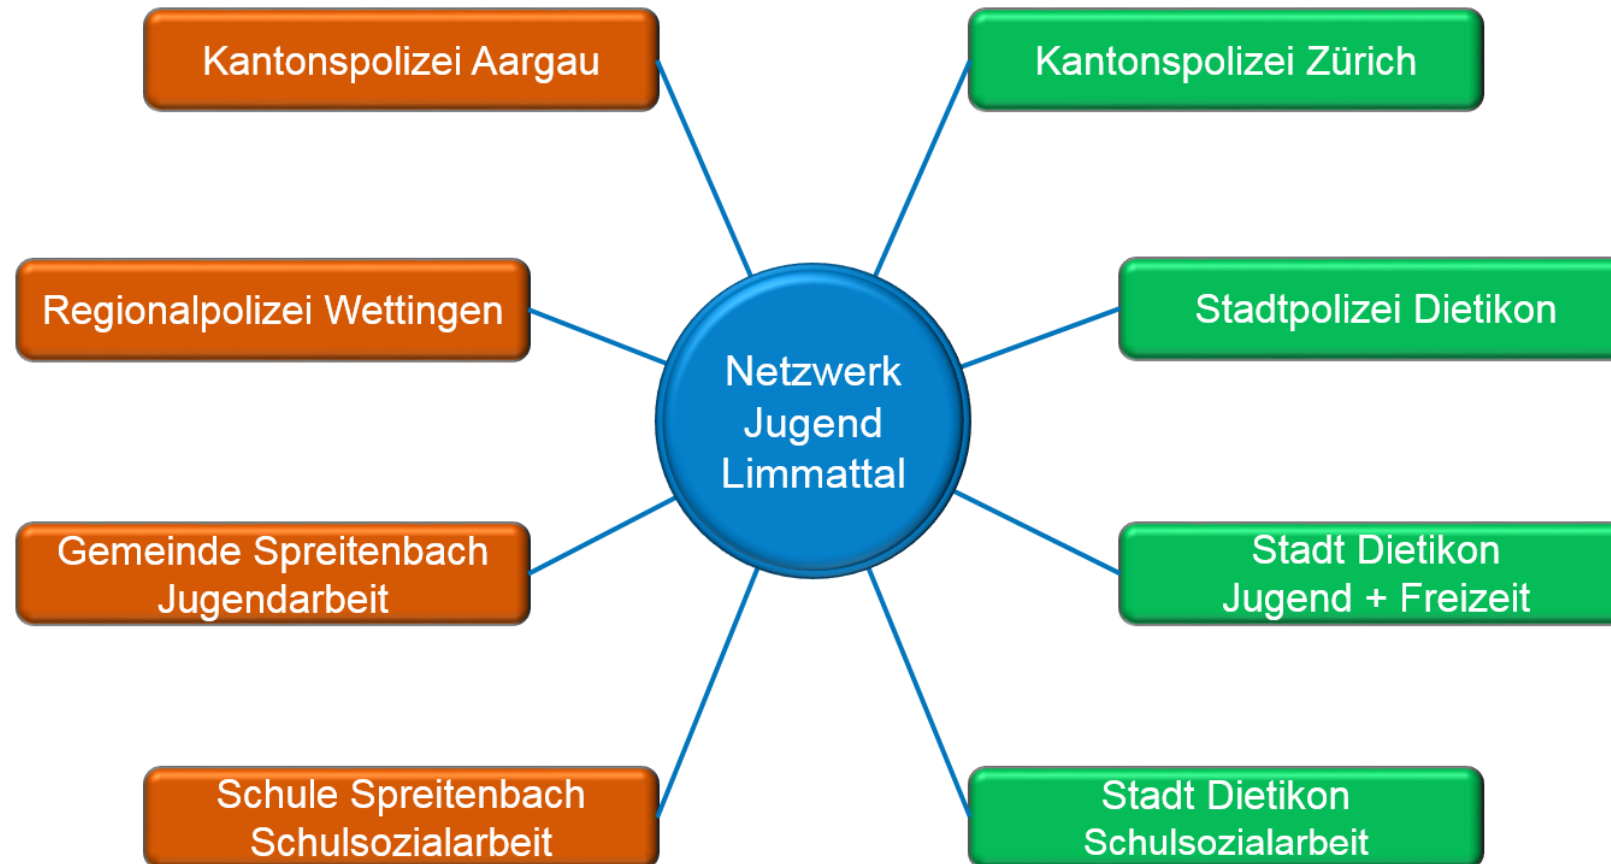 Kantonspolizei Aargau
Kantonspolizei Zürich
Regionalpolizei Wettingen
Stadtpolizei Dietikon
Netzwerk
Jugend
Limmattal
Gemeinde Spreitenbach
Jugendarbeit
Stadt Dietikon
Jugend + Freizeit
Schule Spreitenbach
Schulsozialarbeit
Stadt Dietikon
Schulsozialarbeit